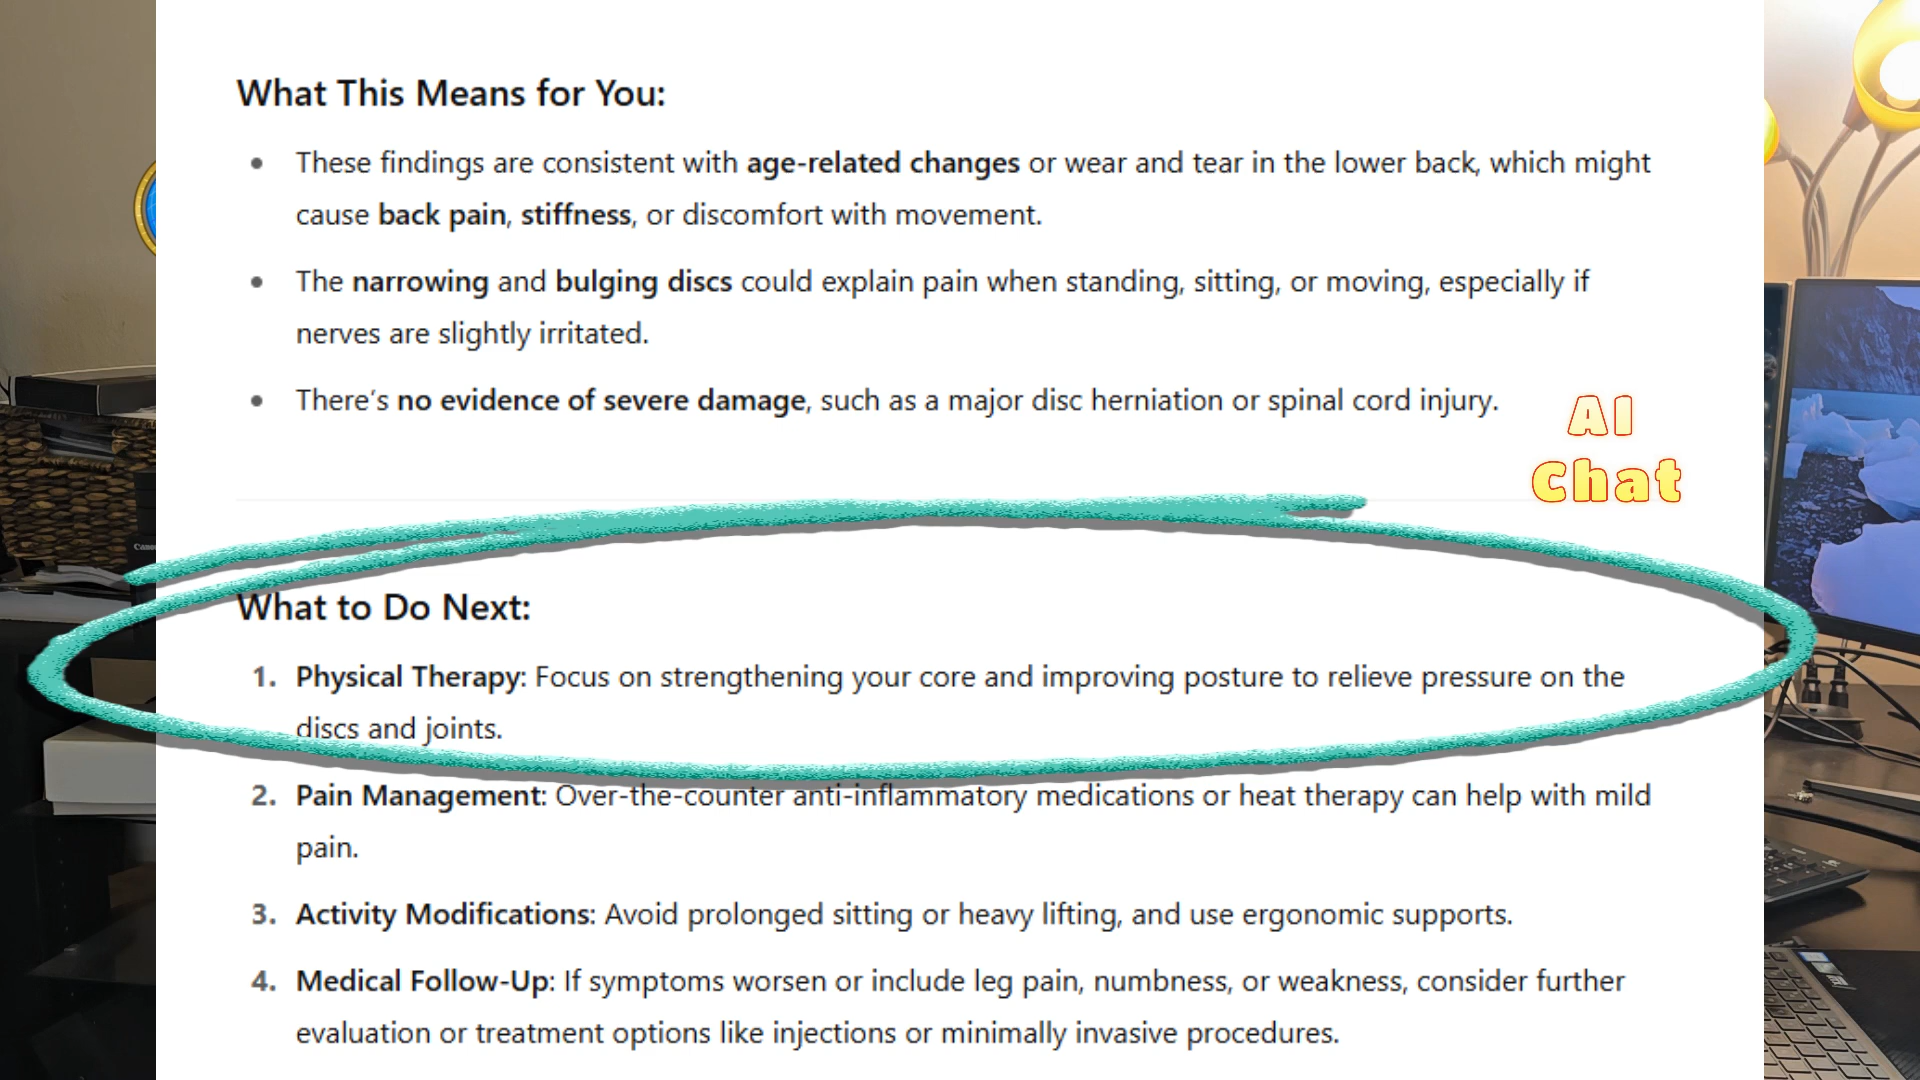 What This Means for You:
• These findings are consistent with age-related changes or wear and tear in the lower back, which might
cause back pain, stiffness, or discomfort with movement.
• The narrowing and bulging discs could explain pain when standing, sitting, or moving, especially if
nerves are slightly irritated.
• There's no evidence of severe damage, such as a major disc herniation or spinal cord injury.
AI
Chat
Canon
What to Do Next:
1. Physical Therapy: Focus on strengthening your core and improving posture to relieve pressure on the
discs and joints.
2. Pain Management: Over-the-counter anti-inflammatory medications or heat therapy can help with mild
pain.
3. Activity Modifications: Avoid prolonged sitting or heavy lifting, and use ergonomic supports.
4. Medical Follow-Up: If symptoms worsen or include leg pain, numbness, or weakness, consider further
evaluation or treatment options like injections or minimally invasive procedures.